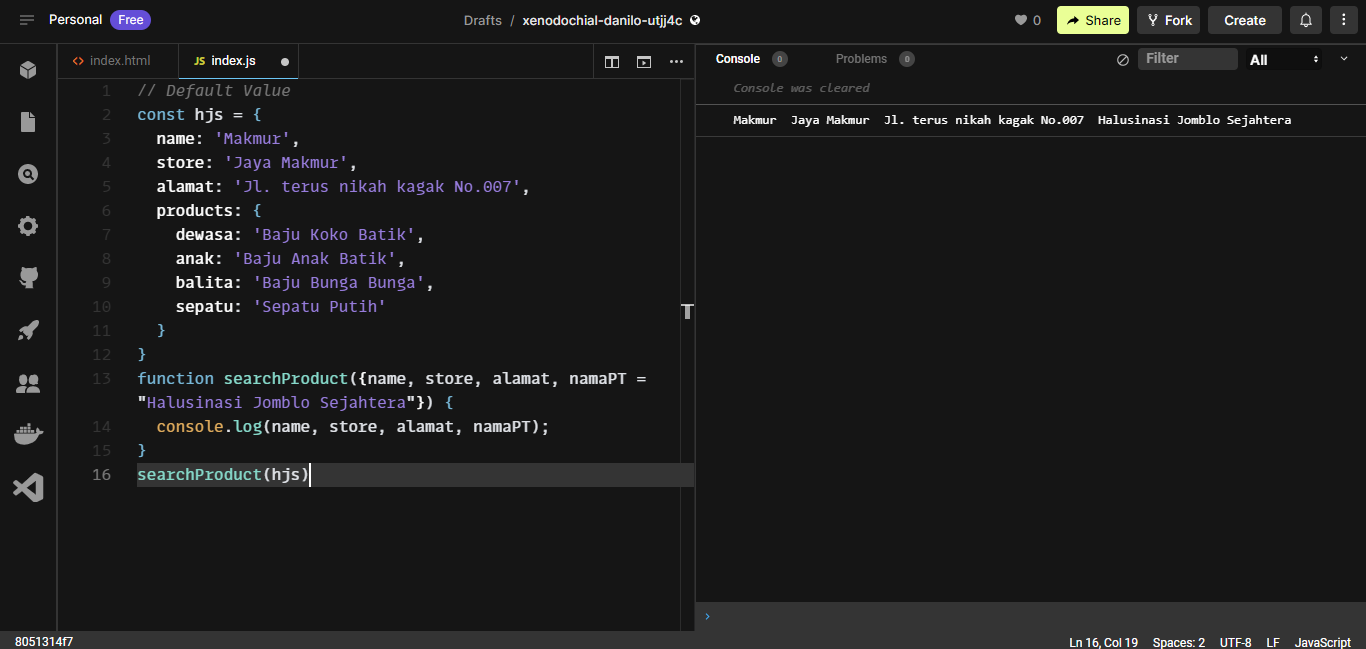 Personal Free Drafts / xenodochial-danilo-utjj4c 0 Share Fork Create
index.html JS index.js Console 0 Problems 0 Filter All
1 // Default Value
2 const hjs = {
3 name: 'Makmur',
4 store: 'Jaya Makmur',
5 alamat: 'Jl. terus nikah kagak No.007',
6 products: {
7 dewasa: 'Baju Koko Batik',
8 anak: 'Baju Anak Batik',
9 balita: 'Baju Bunga Bunga',
10 sepatu: 'Sepatu Putih'
11 }
12 }
13 function searchProduct({name, store, alamat, namaPT =
"Halusinasi Jomblo Sejahtera"}) {
14 console.log(name, store, alamat, namaPT);
15 }
16 searchProduct(hjs)
Console was cleared
Makmur Jaya Makmur Jl. terus nikah kagak No.007 Halusinasi Jomblo Sejahtera
8051314f7 Ln 16, Col 19 Spaces: 2 UTF-8 LF JavaScript